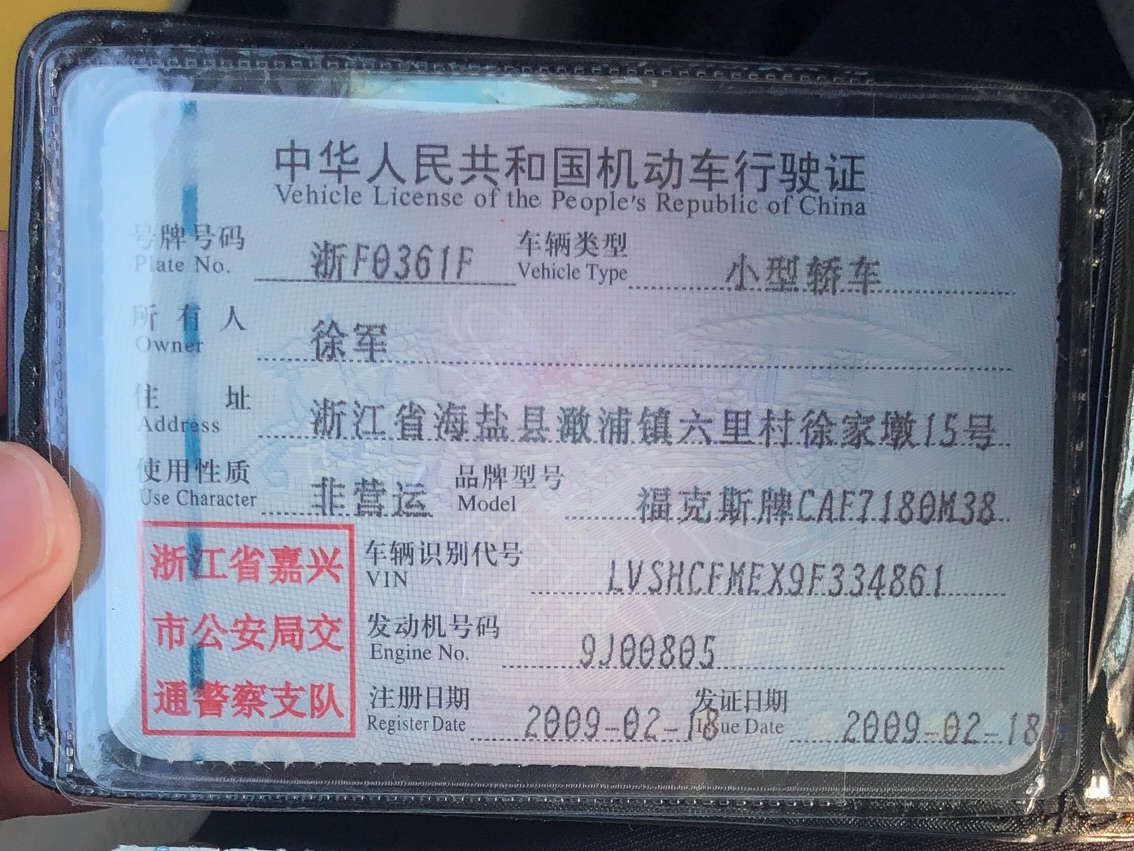 中华人民共和国机动车行驶证
Vehicle License of the People's Republic of China
号牌号码 浙F0361F 车辆类型 小型轿车
Plate No. Vehicle Type
所有人 徐军
Owner
住址 浙江省海盐县澉浦镇六里村徐家墩15号
Address
使用性质 非营运 品牌型号 福克斯牌CAF7180M38
Use Character Model
浙江省嘉兴
市公安局交
通警察支队
车辆识别代号 LVSHCFMEX9F334861
VIN
发动机号码 9J00805
Engine No.
注册日期 2009-02-18 发证日期 2009-02-18
Register Date Issue Date